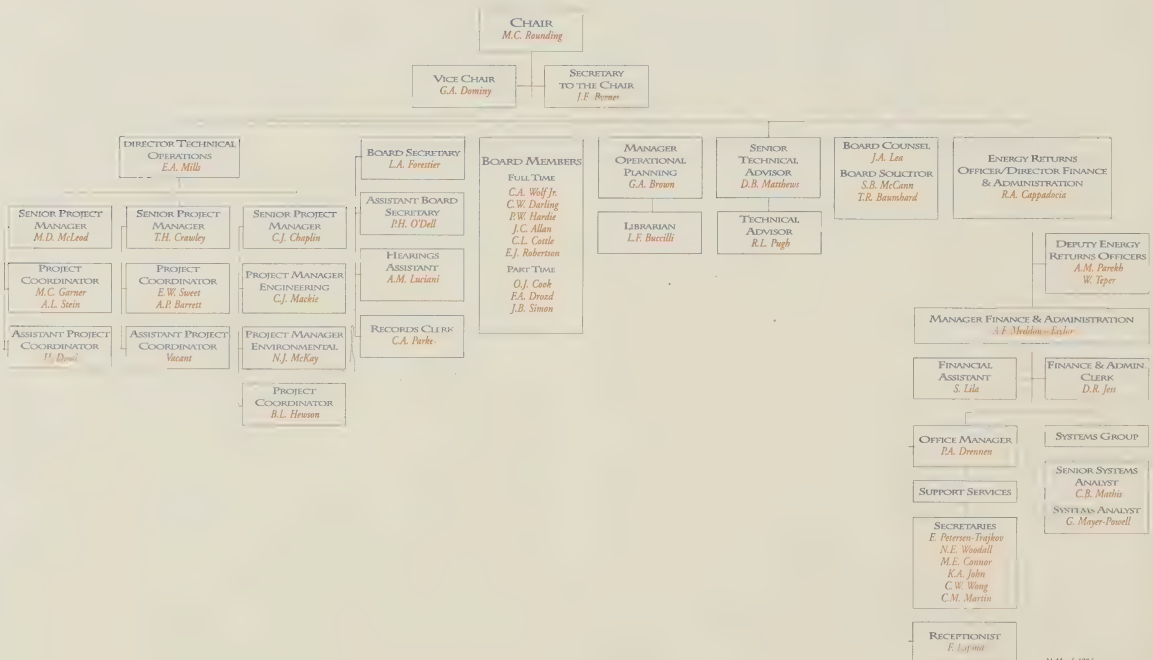 CHAIR
M.C. Rounding
VICE CHAIR
G.A. Dominy
SECRETARY
TO THE CHAIR
J.F. Byrnes
DIRECTOR TECHNICAL
OPERATIONS
E.A. Mills
SENIOR PROJECT
MANAGER
M.D. McLeod
PROJECT
COORDINATOR
M.C. Garner
A.L. Stein
ASSISTANT PROJECT
COORDINATOR
SENIOR PROJECT
MANAGER
T.H. Crawley
PROJECT
COORDINATOR
E.W. Sweet
A.P. Barrett
ASSISTANT PROJECT
COORDINATOR
Vacant
SENIOR PROJECT
MANAGER
C.J. Chaplin
PROJECT MANAGER
ENGINEERING
C.J. Mackie
PROJECT MANAGER
ENVIRONMENTAL
N.J. McKay
PROJECT
COORDINATOR
B.L. Hewson
BOARD SECRETARY
L.A. Forestier
ASSISTANT BOARD
SECRETARY
P.H. O'Dell
HEARINGS
ASSISTANT
A.M. Luciani
RECORDS CLERK
C.A. Parke
BOARD MEMBERS
FULL TIME
C.A. Wolf Jr.
C.W. Darling
P.W. Hardie
J.C. Allan
C.L. Cottle
E.J. Robertson
PART TIME
O.J. Cook
F.A. Drozd
J.B. Simon
MANAGER
OPERATIONAL
PLANNING
G.A. Brown
LIBRARIAN
L.F. Buccilli
SENIOR
TECHNICAL
ADVISOR
D.B. Matthews
TECHNICAL
ADVISOR
R.L. Pugh
BOARD COUNSEL
J.A. Lea
BOARD SOLICITOR
S.B. McCann
T.R. Baumhard
ENERGY RETURNS
OFFICER/DIRECTOR FINANCE
& ADMINISTRATION
R.A. Cappadocia
DEPUTY ENERGY
RETURNS OFFICERS
A.M. Parekh
W. Teper
MANAGER FINANCE & ADMINISTRATION
FINANCIAL
ASSISTANT
S. Lila
FINANCE & ADMIN.
CLERK
D.R. Jess
OFFICE MANAGER
P.A. Drennen
SUPPORT SERVICES
SECRETARIES
E. Petersen-Trajkov
N.E. Woodall
M.E. Connor
K.A. John
C.W. Wong
C.M. Martin
RECEPTIONIST
SYSTEMS GROUP
SENIOR SYSTEMS
ANALYST
C.B. Mathis
SYSTEMS ANALYST
G. Mayer-Powell